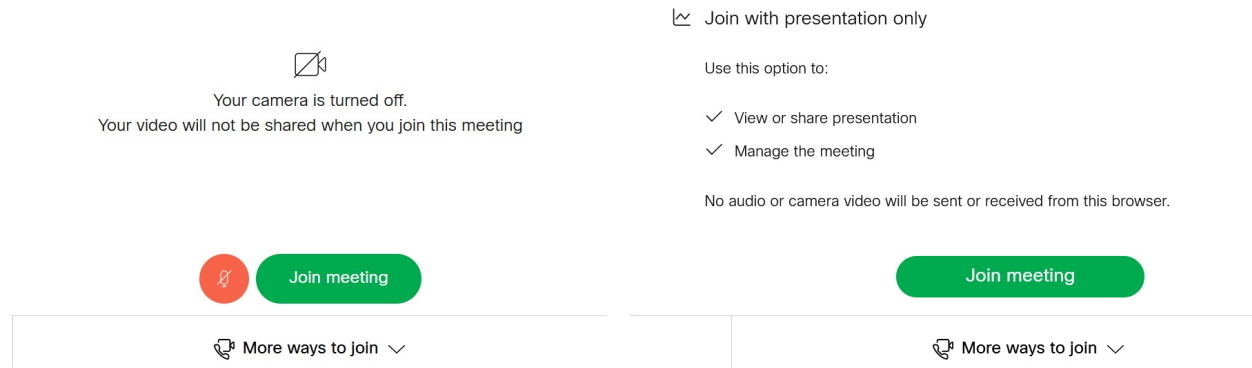 Your camera is turned off.
Your video will not be shared when you join this meeting
Join meeting
More ways to join
Join with presentation only
Use this option to:
View or share presentation
Manage the meeting
No audio or camera video will be sent or received from this browser.
Join meeting
More ways to join